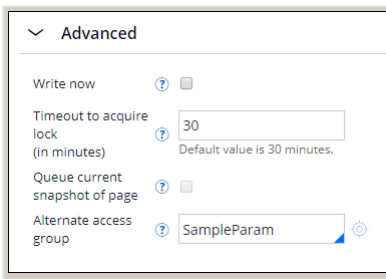 Advanced
Write now ?
Timeout to acquire
lock
(in minutes) ?
30
Default value is 30 minutes.
Queue current
snapshot of page ?
Alternate access
group ?
SampleParam